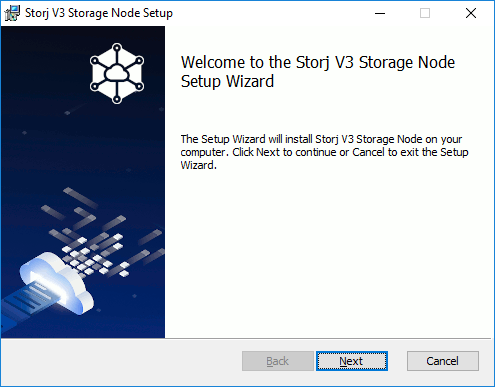 Storj V3 Storage Node Setup
Welcome to the Storj V3 Storage Node
Setup Wizard
The Setup Wizard will install Storj V3 Storage Node on your
computer. Click Next to continue or Cancel to exit the Setup
Wizard.
Back Next Cancel